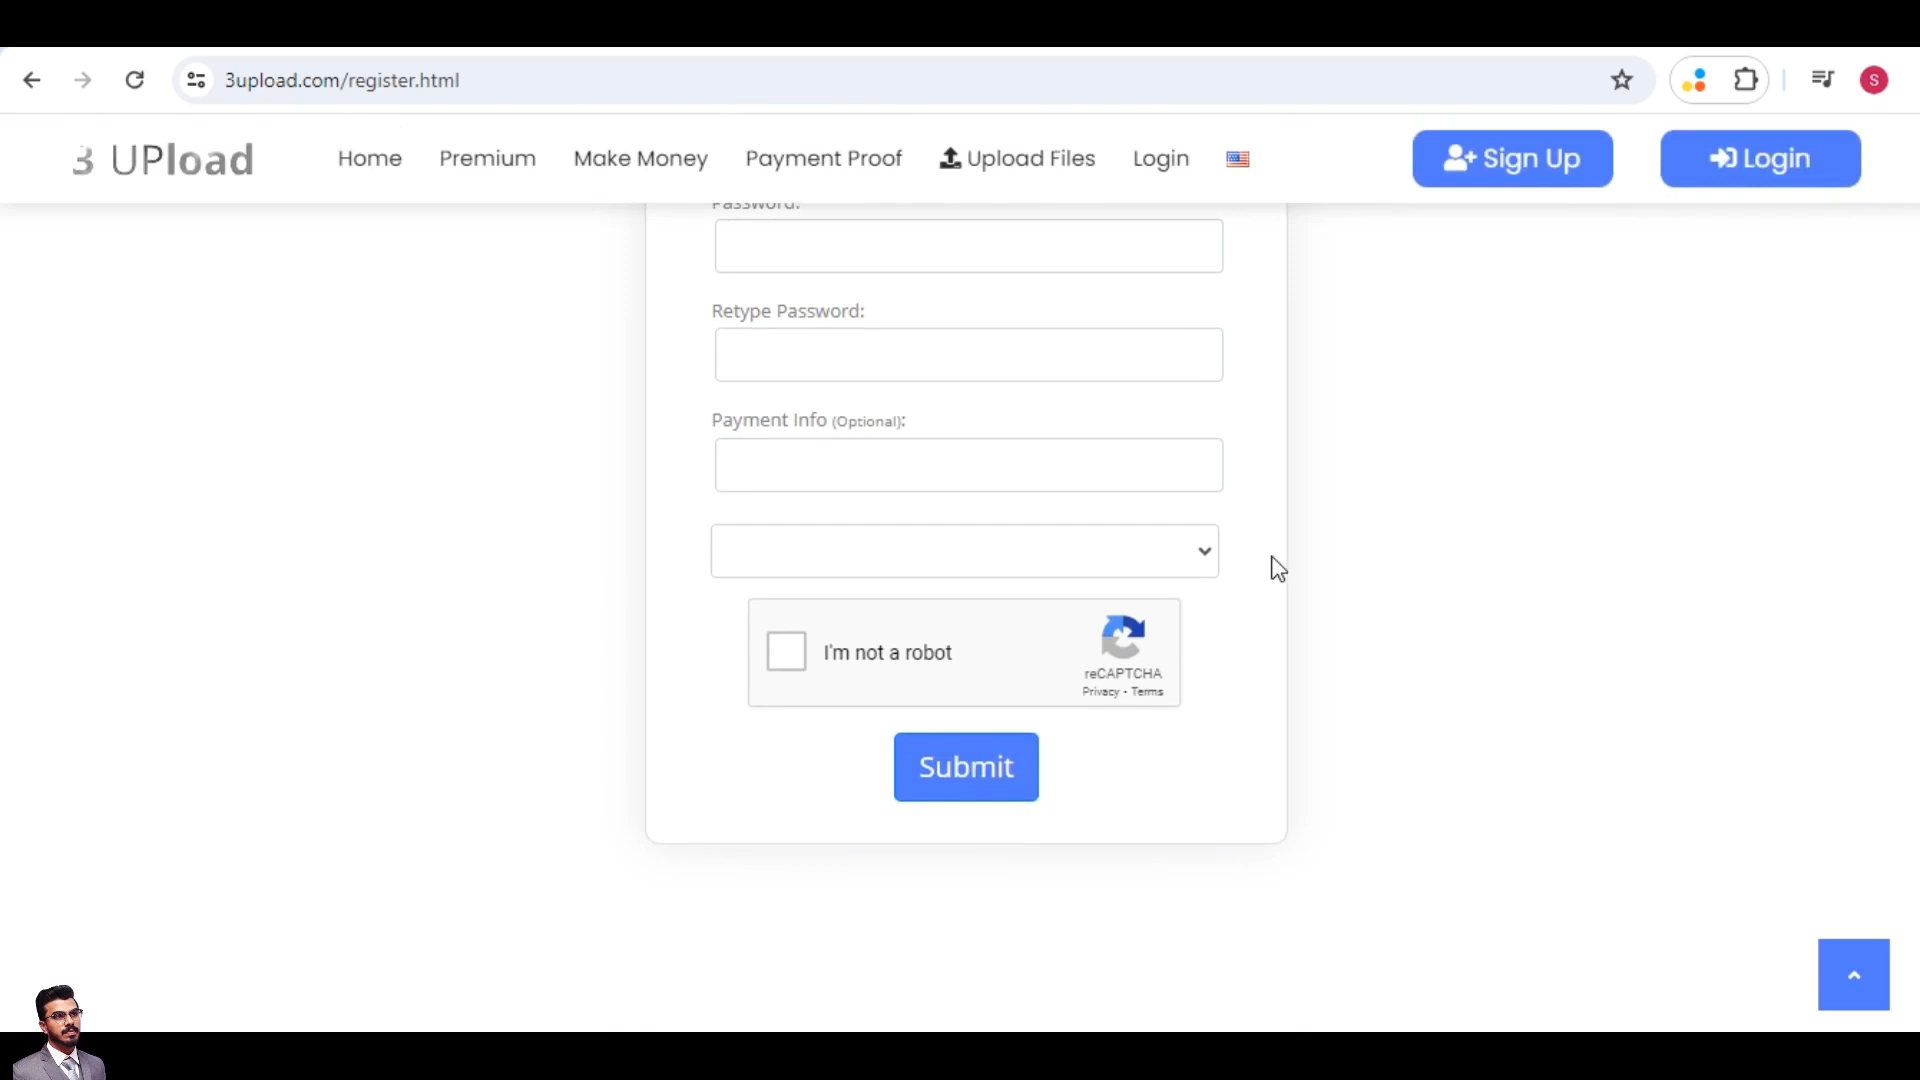 3upload.com/register.html
S
3 UPload
Home
Premium
Make Money
Payment Proof
Upload Files
Login
Sign Up
Login
Password:
Retype Password:
Payment Info (Optional):
I'm not a robot
reCAPTCHA
Privacy - Terms
Submit